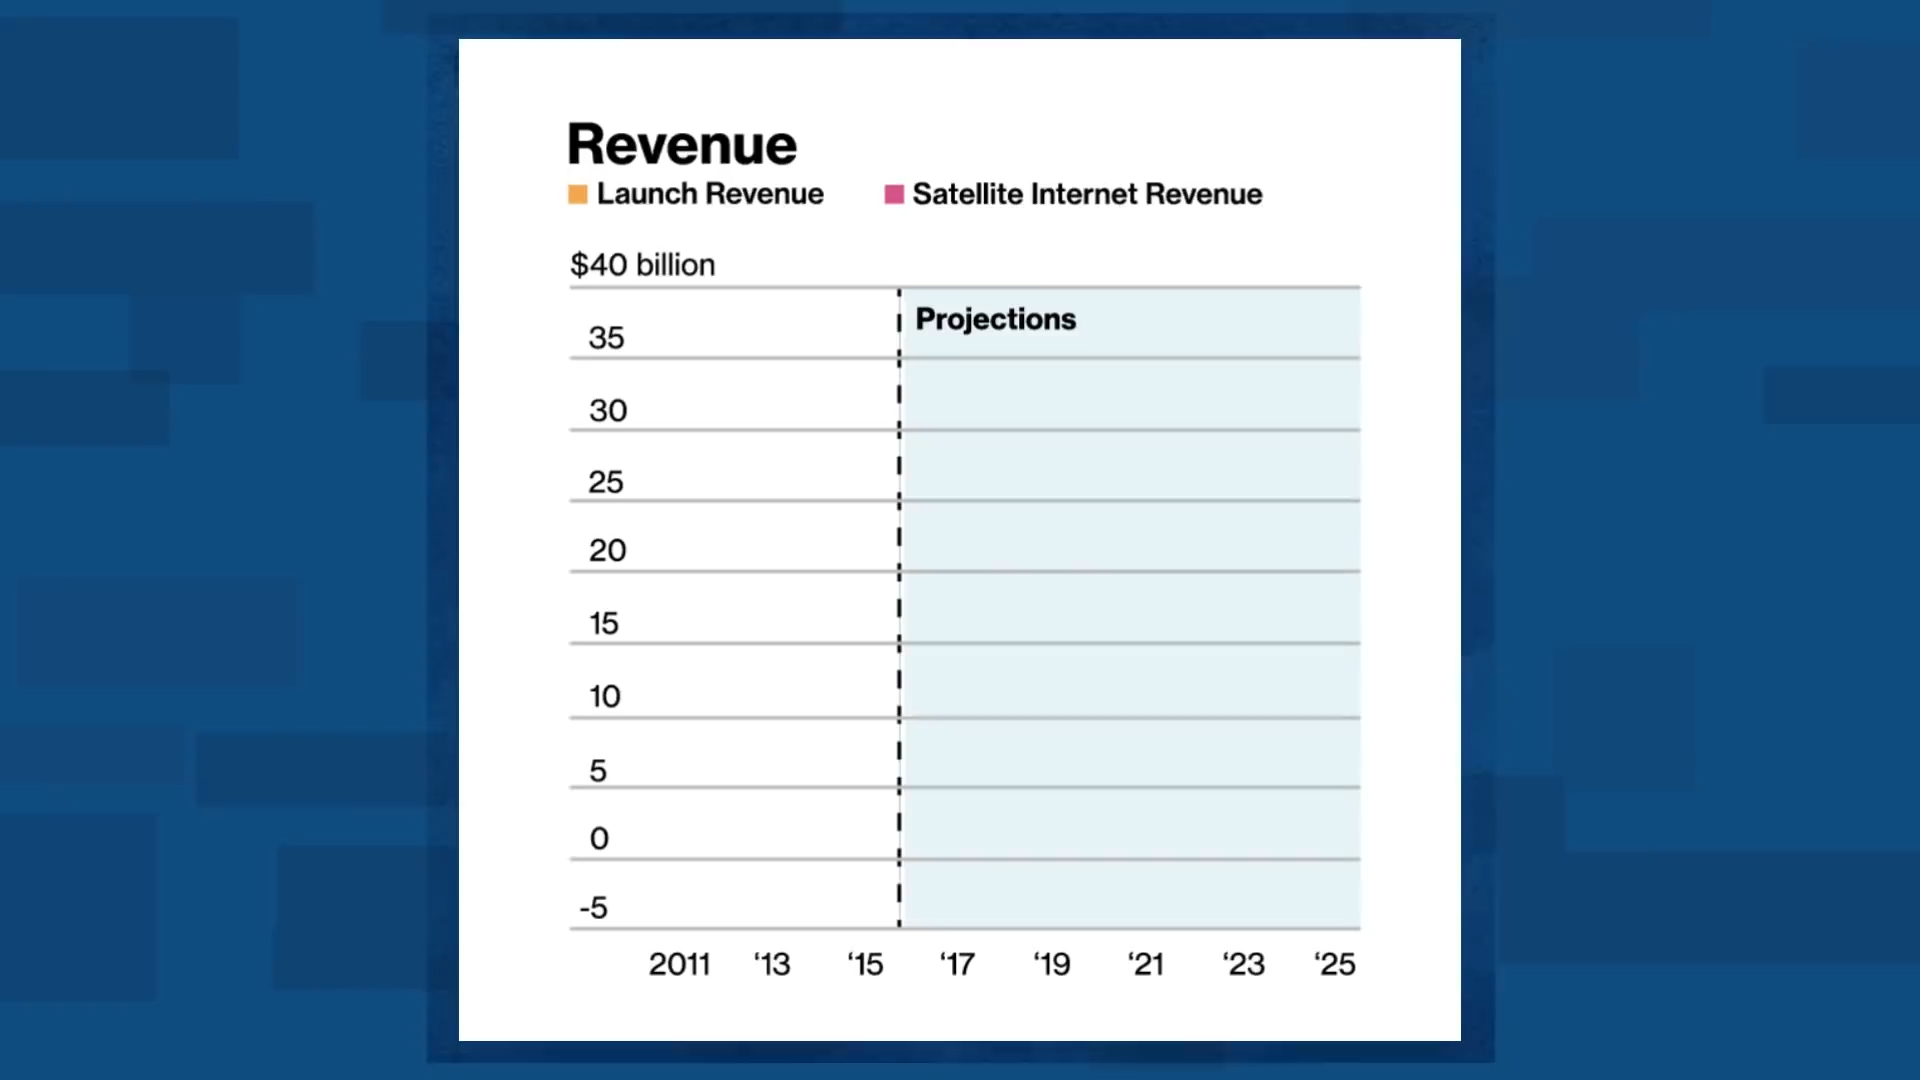 Revenue
Launch Revenue
Satellite Internet Revenue
$40 billion
Projections
35
30
25
20
15
10
5
0
-5
2011 ‘13 ‘15 ‘17 ‘19 ‘21 ‘23 ‘25